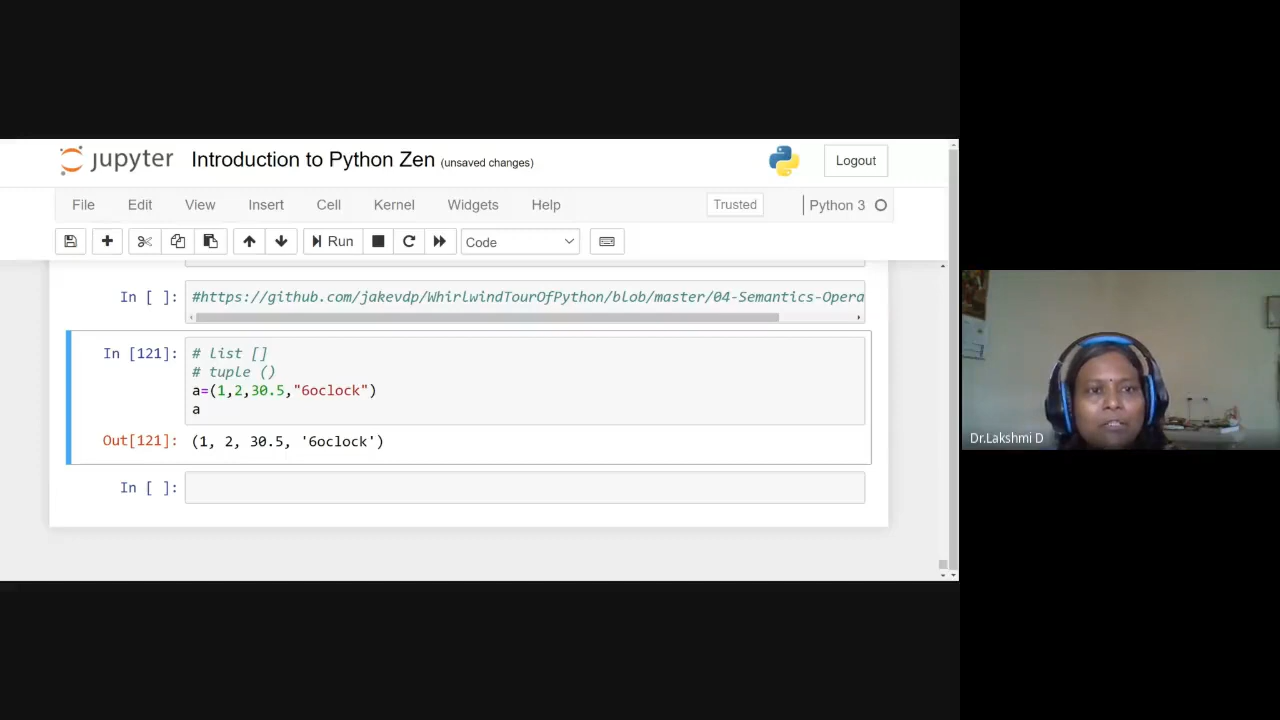 jupyter Introduction to Python Zen (unsaved changes) Logout
File Edit View Insert Cell Kernel Widgets Help Trusted Python 3
Run Code
In [ ]: #https://github.com/jakevdp/WhirlwindTourOfPython/blob/master/04-Semantics-Opera
In [121]: # list []
# tuple ()
a=(1,2,30.5,"6oclock")
a
Out[121]: (1, 2, 30.5, '6oclock')
In [ ]:
Dr.Lakshmi D